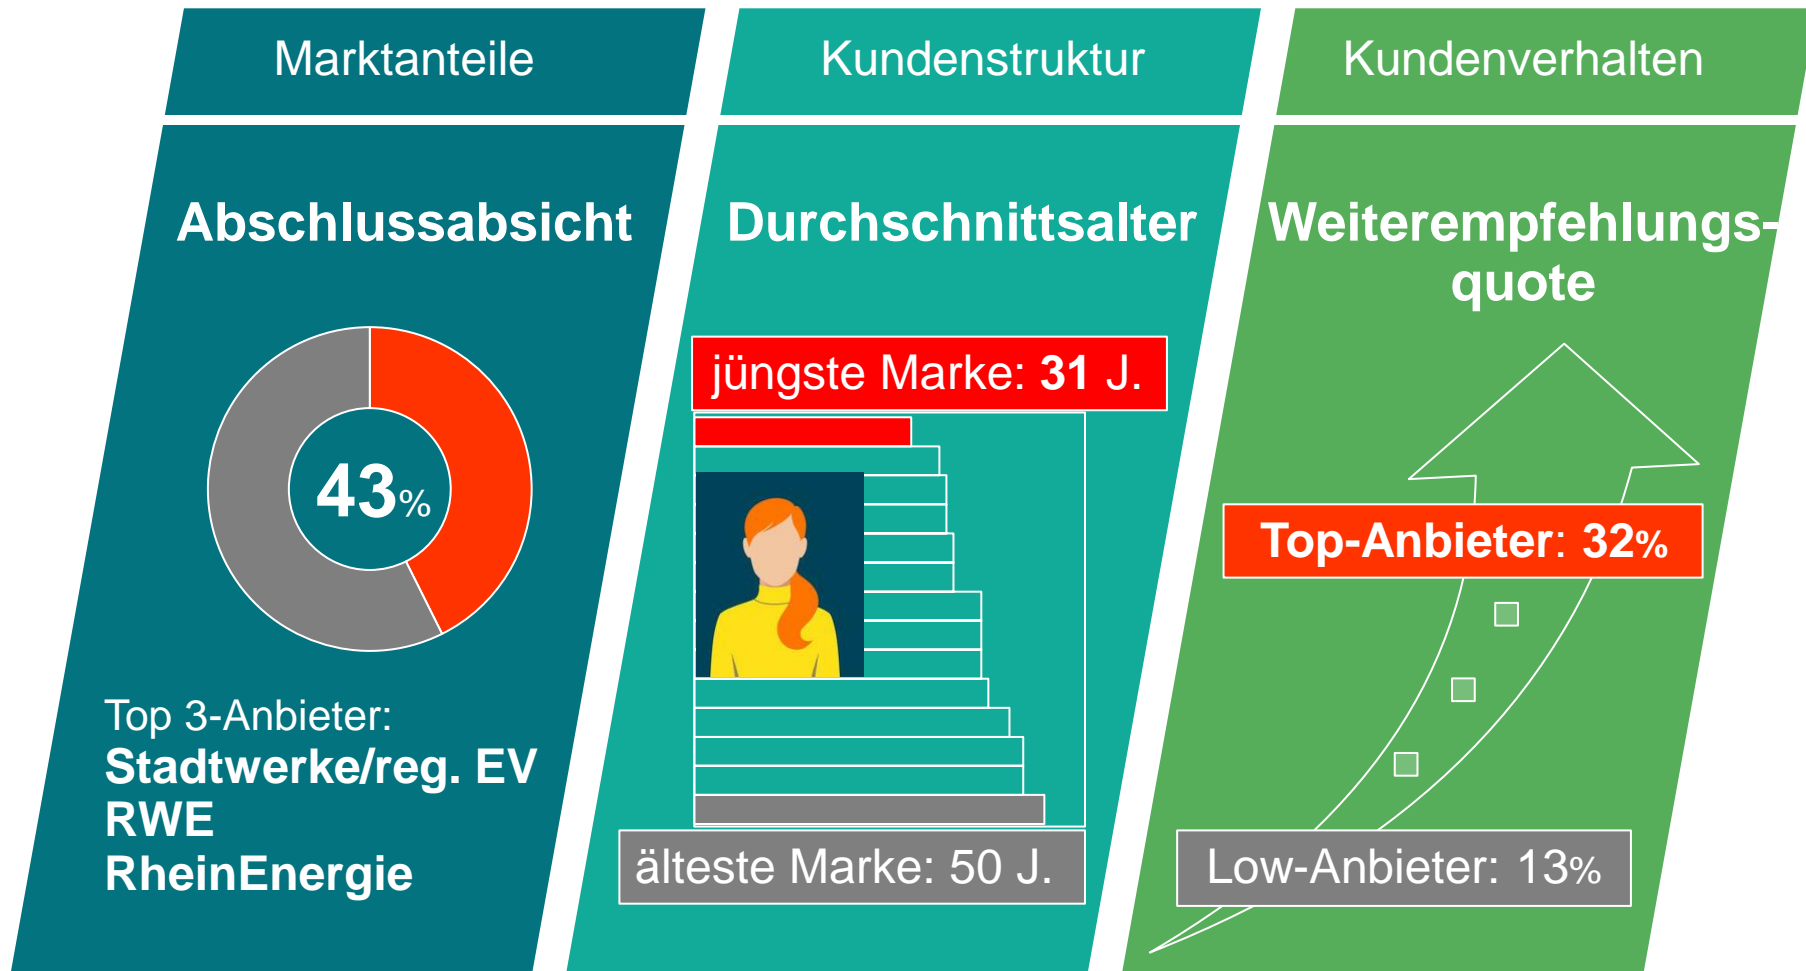 Marktanteile
Abschlussabsicht
43%
Top 3-Anbieter:
Stadtwerke/reg. EV
RWE
RheinEnergie
Kundenstruktur
Durchschnittsalter
jüngste Marke: 31 J.
älteste Marke: 50 J.
Kundenverhalten
Weiterempfehlungs-
quote
Top-Anbieter: 32%
Low-Anbieter: 13%